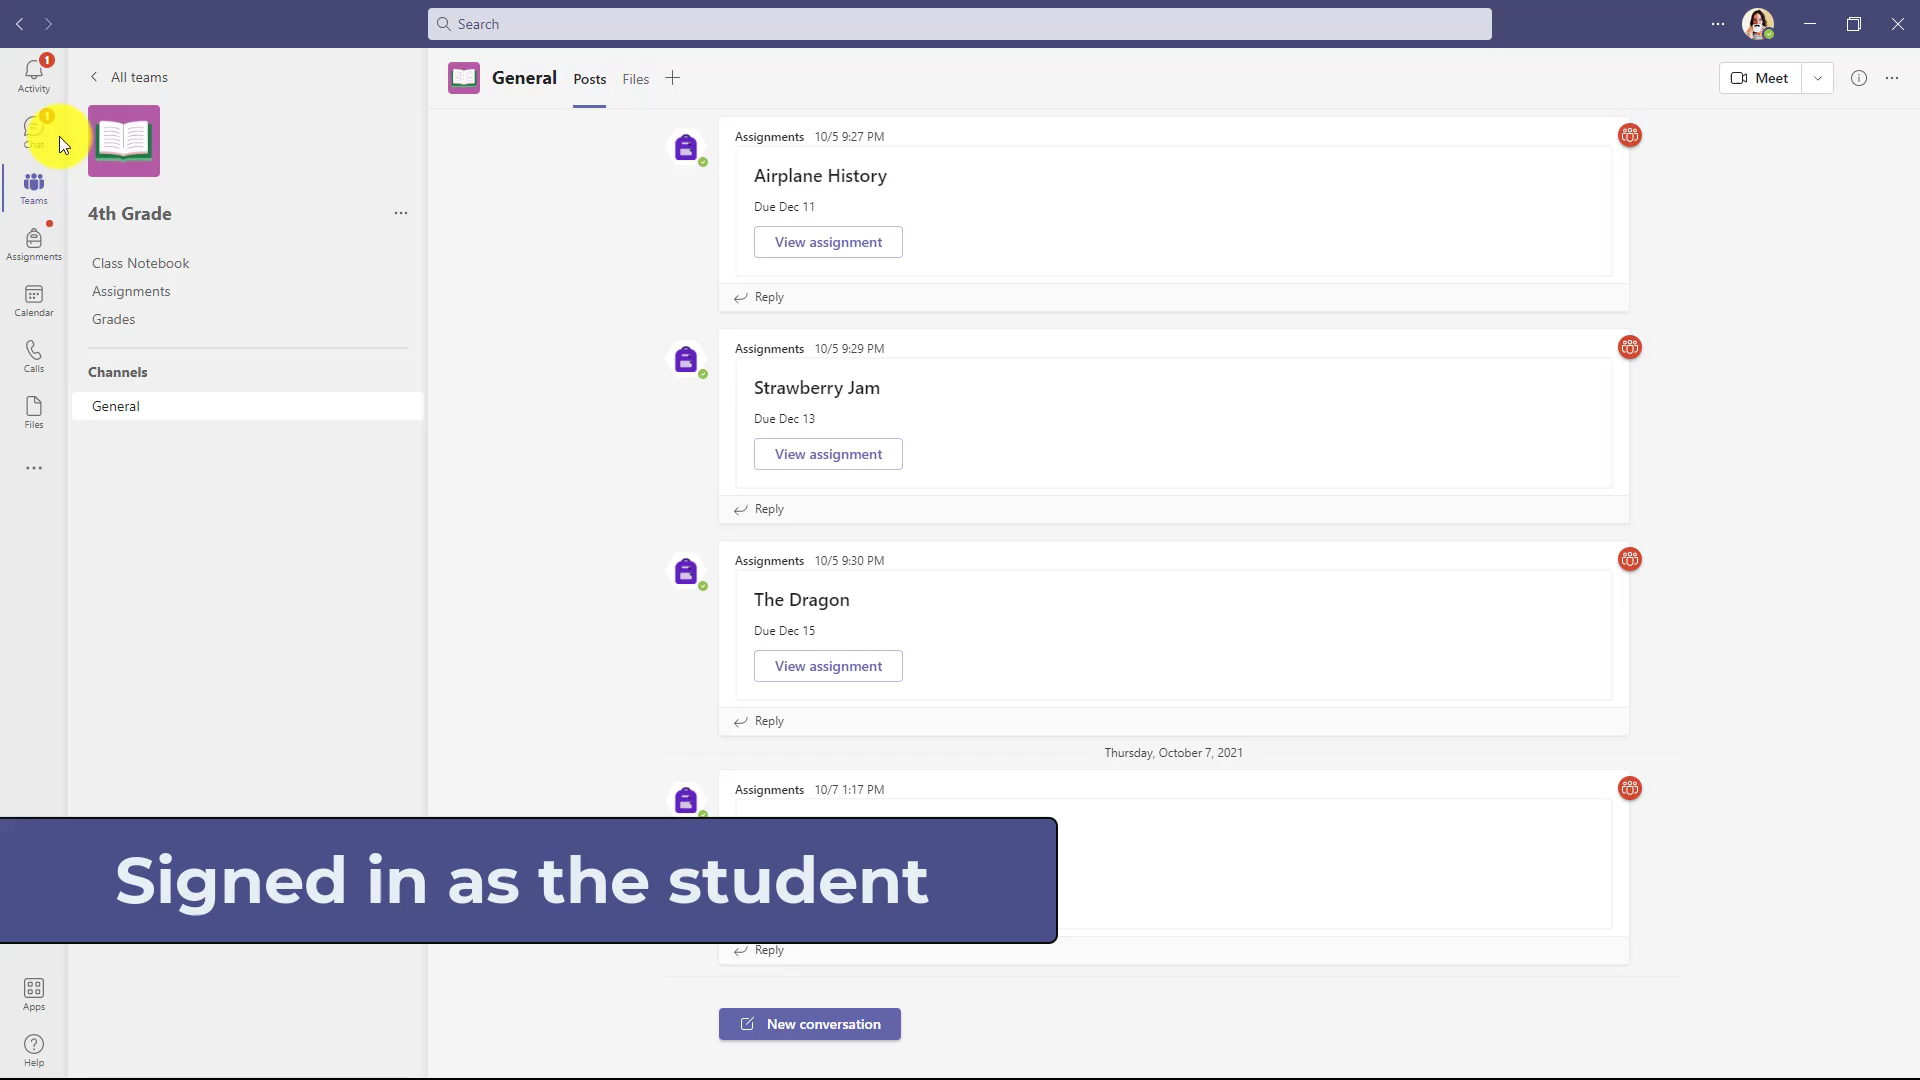 Search
1
Activity
1
Chat
Teams
Assignments
Calendar
Calls
Files
Apps
Help
All teams
4th Grade
Class Notebook
Assignments
Grades
Channels
General
General
Posts
Files
Meet
Assignments 10/5 9:27 PM
Airplane History
Due Dec 11
View assignment
Reply
Assignments 10/5 9:29 PM
Strawberry Jam
Due Dec 13
View assignment
Reply
Assignments 10/5 9:30 PM
The Dragon
Due Dec 15
View assignment
Reply
Thursday, October 7, 2021
Assignments 10/7 1:17 PM
Signed in as the student
Reply
New conversation